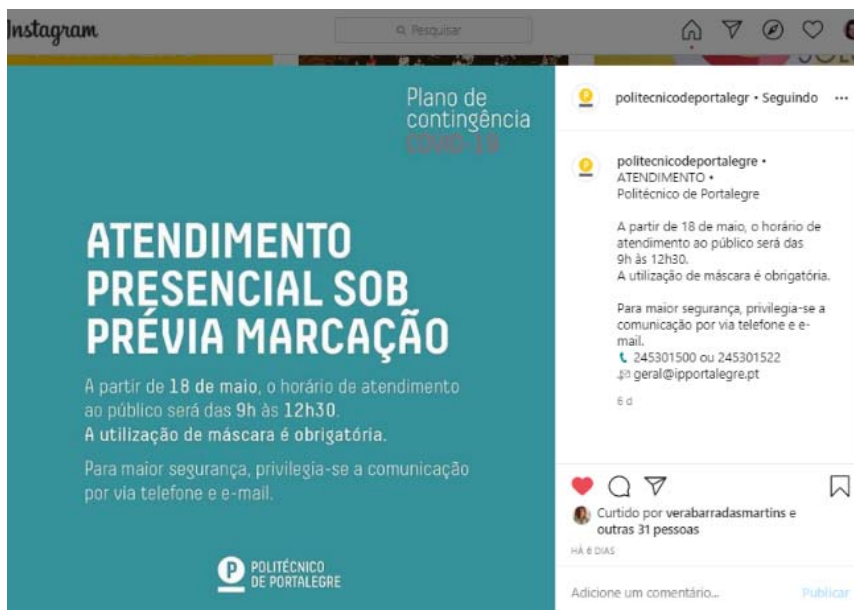 Instagram
Pesquisar
Plano de
contingência
COVID-19
ATENDIMENTO
PRESENCIAL SOB
PRÉVIA MARCAÇÃO
A partir de 18 de maio, o horário de atendimento
ao público será das 9h às 12h30.
A utilização de máscara é obrigatória.
Para maior segurança, privilegia-se a comunicação
por via telefone e e-mail.
P POLITÉCNICO
DE PORTALEGRE
politecnicodeportalegr • Seguindo
politecnicodeportalegre •
ATENDIMENTO •
Politécnico de Portalegre
A partir de 18 de maio, o horário de
atendimento ao público será das
9h às 12h30.
A utilização de máscara é obrigatória.
Para maior segurança, privilegia-se a
comunicação por via telefone e e-
mail.
245301500 ou 245301522
geral@ipportalegre.pt
6 d
Curtido por verabarradasmartins e
outras 31 pessoas
HÁ 6 DIAS
Adicione um comentário... Publicar